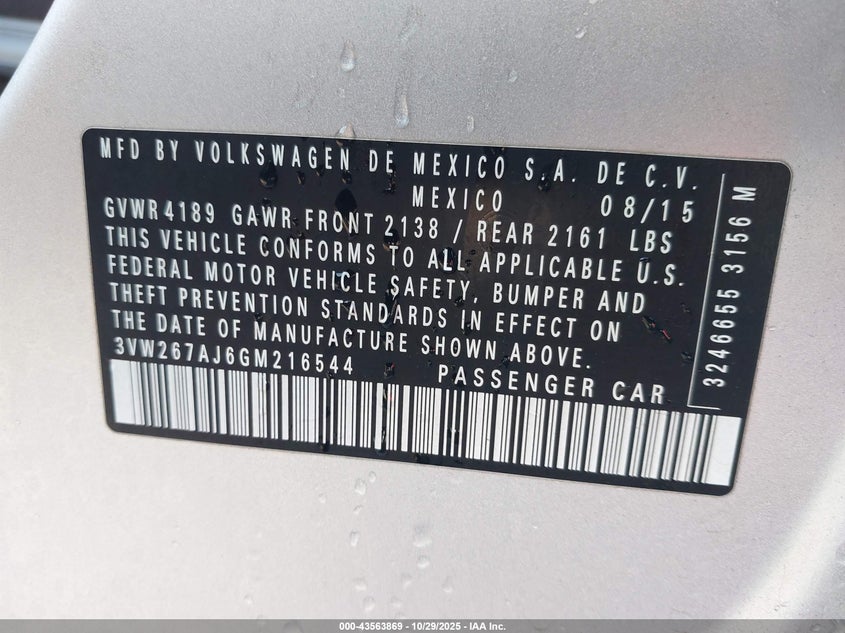 MFD BY VOLKSWAGEN DE MEXICO S.A. DE C.V.
MEXICO 08/15
GVWR 4189 GAWR FRONT 2138 / REAR 2161 LBS
THIS VEHICLE CONFORMS TO ALL APPLICABLE U.S.
FEDERAL MOTOR VEHICLE SAFETY, BUMPER AND
THEFT PREVENTION STANDARDS IN EFFECT ON
THE DATE OF MANUFACTURE SHOWN ABOVE.
3VW267AJ6GM216544 PASSENGER CAR
3246655 3156 M
000-43563869 - 10/29/2025 - IAA Inc.